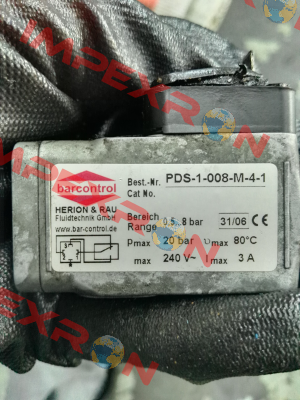 IMPEXRON
barcontrol
HERION & RAU
Fluidtechnik GmbH
www.bar-control.de
Best.-Nr. PDS-1-008-M-4-1
Cat No.
Bereich
Range 0,5...8 bar 31/06 CE
Pmax 20 bar υmax 80°C
max 240 V~ max 3 A
IMPEXRON